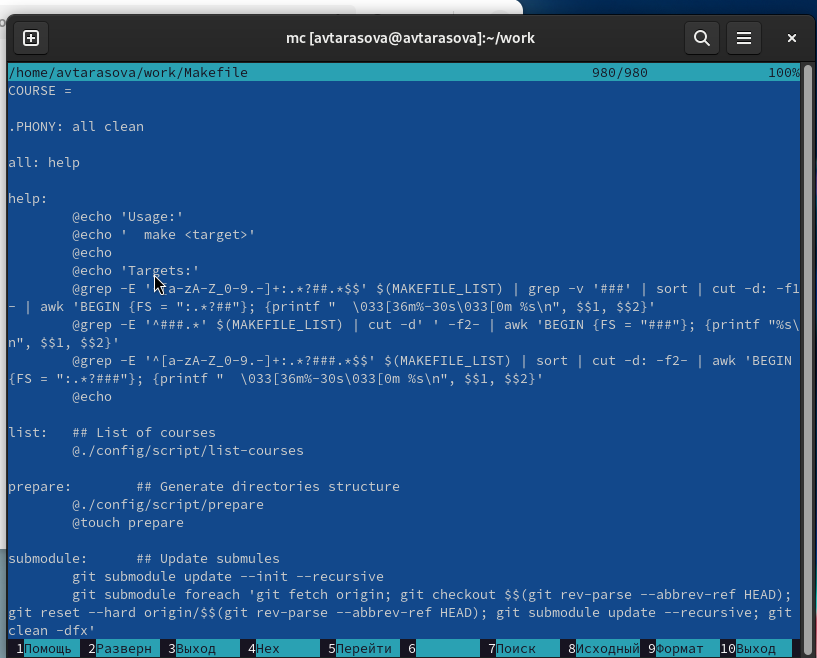 mc [avtarasova@avtarasova]:~/work
/home/avtarasova/work/Makefile 980/980 100%
COURSE =
.PHONY: all clean
all: help
help:
@echo 'Usage:'
@echo '  make <target>'
@echo
@echo 'Targets:'
@grep -E '^[a-zA-Z_0-9.-]+:.*?##.*$$' $(MAKEFILE_LIST) | grep -v '###' | sort | cut -d: -f1
- | awk 'BEGIN {FS = ":.*?##"}; {printf "  \033[36m%-30s\033[0m %s\n", $$1, $$2}'
@grep -E '^###.*' $(MAKEFILE_LIST) | cut -d' ' -f2- | awk 'BEGIN {FS = "###"}; {printf "%s\
n", $$1, $$2}'
@grep -E '^[a-zA-Z_0-9.-]+:.*?###.*$$' $(MAKEFILE_LIST) | sort | cut -d: -f2- | awk 'BEGIN
{FS = ":.*?###"}; {printf "  \033[36m%-30s\033[0m %s\n", $$1, $$2}'
@echo
list:   ## List of courses
@./config/script/list-courses
prepare:        ## Generate directories structure
@./config/script/prepare
@touch prepare
submodule:      ## Update submules
git submodule update --init --recursive
git submodule foreach 'git fetch origin; git checkout $$(git rev-parse --abbrev-ref HEAD);
git reset --hard origin/$$(git rev-parse --abbrev-ref HEAD); git submodule update --recursive; git
clean -dfx'
1Помощь 2Разверн 3Выход 4Hex 5Перейти 6 7Поиск 8Исходный 9Формат 10Выход